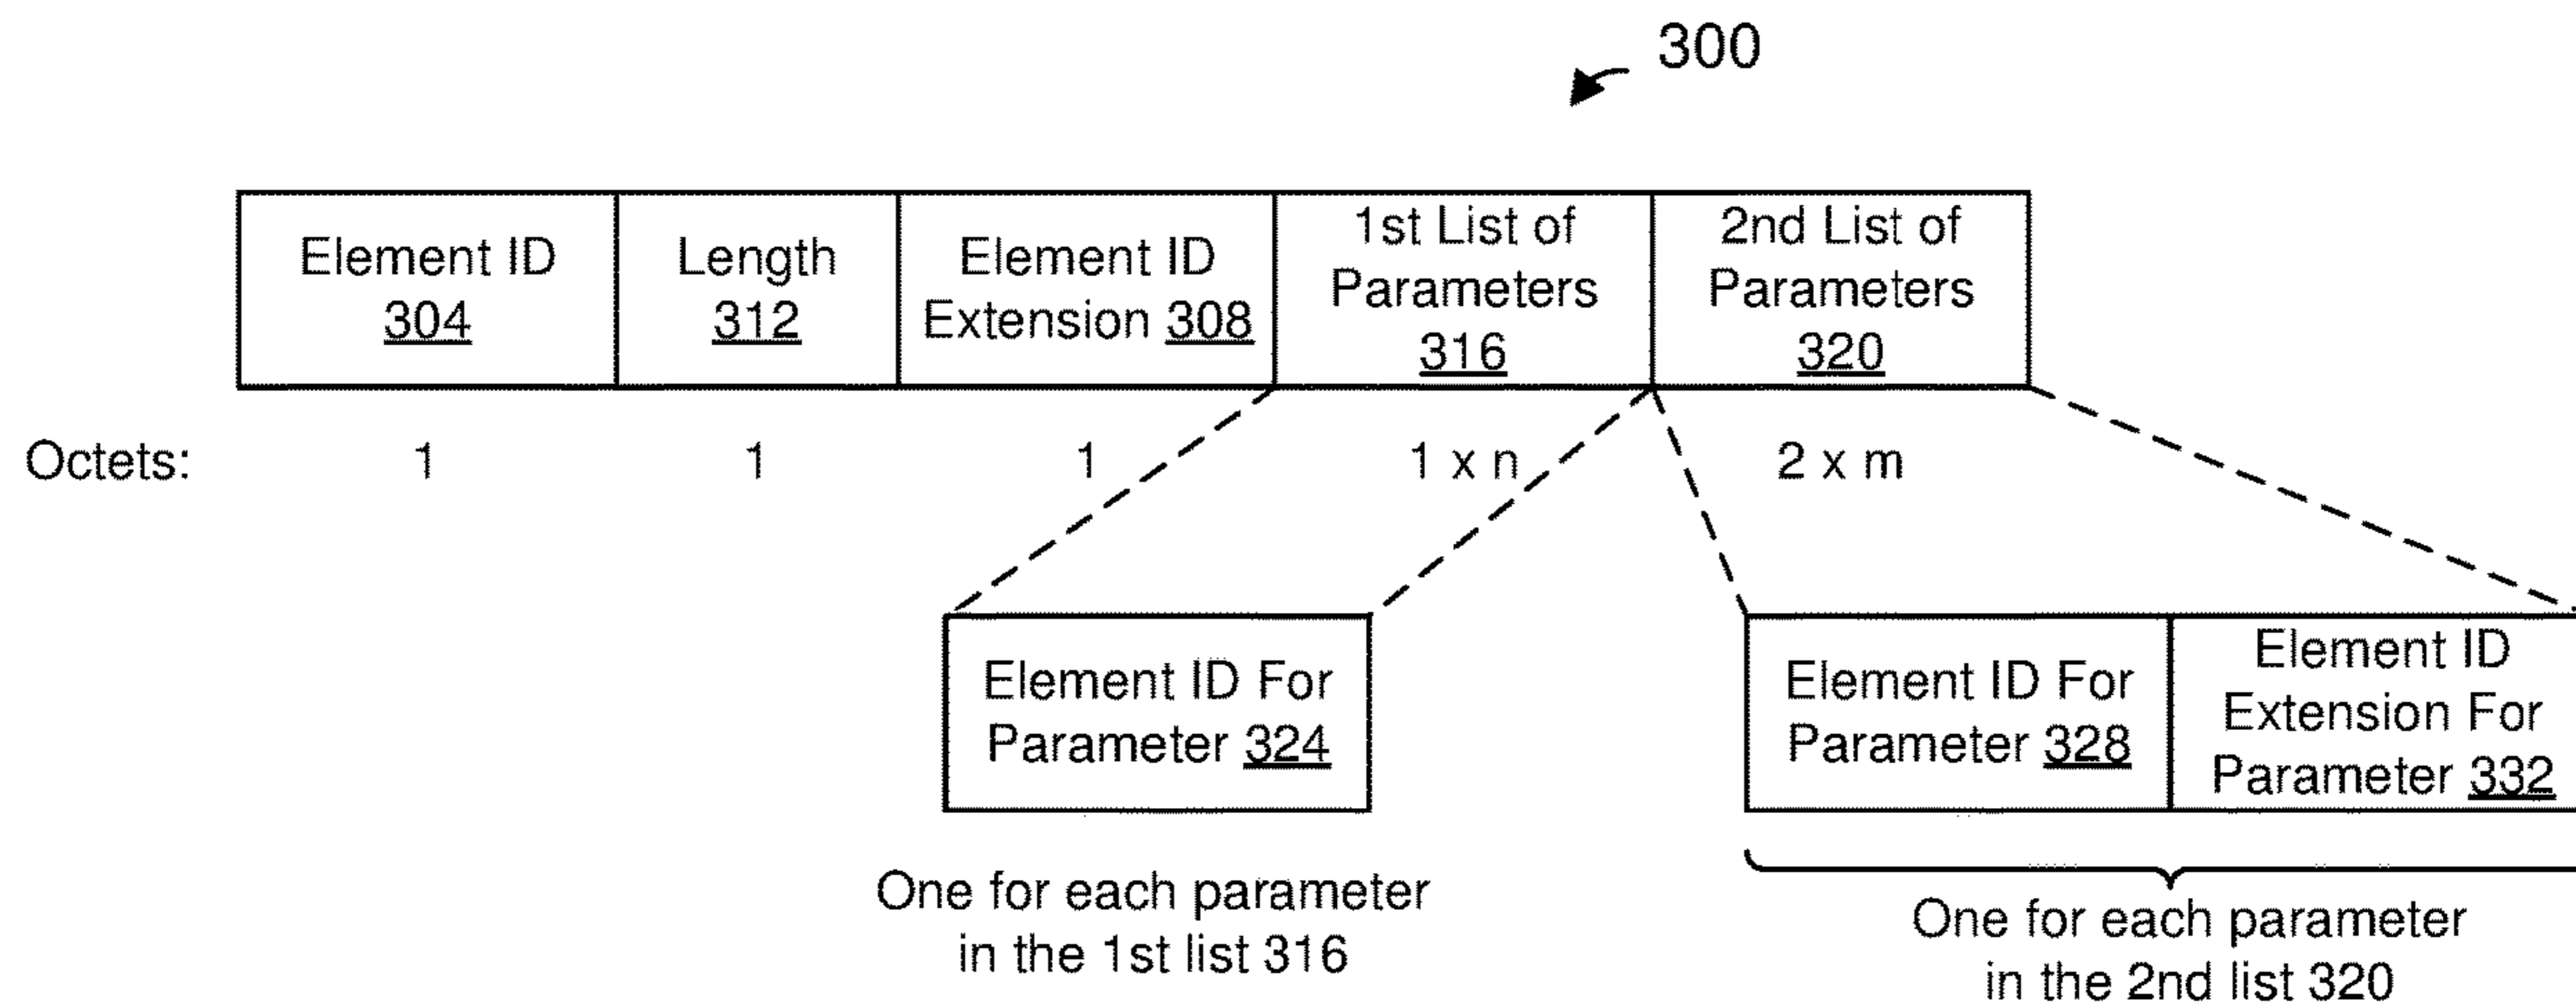 300
Element ID
304
Length
312
Element ID
Extension 308
1st List of
Parameters
316
2nd List of
Parameters
320
Octets: 1 1 1 1 x n 2 x m
Element ID For
Parameter 324
Element ID For
Parameter 328
Element ID
Extension For
Parameter 332
One for each parameter
in the 1st list 316
One for each parameter
in the 2nd list 320